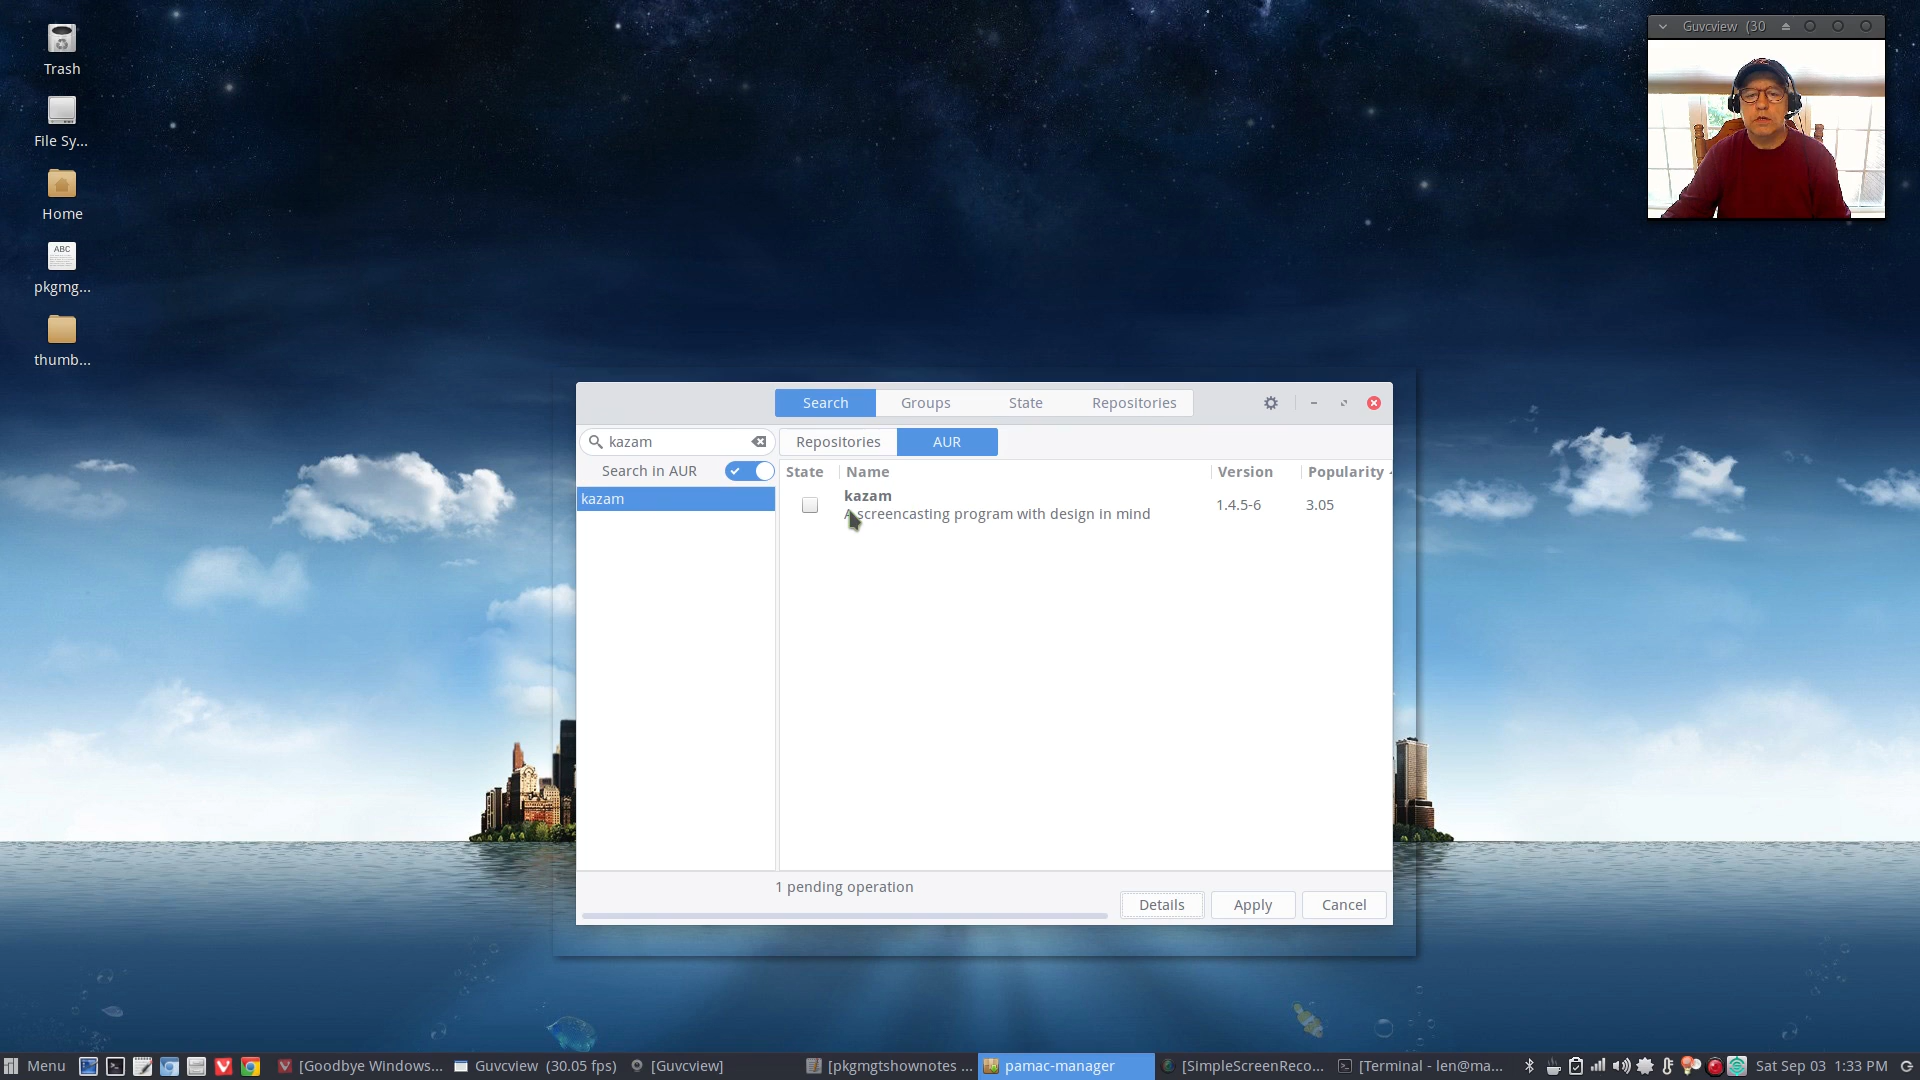 Trash
File Sy...
Home
ABC
pkgmg...
thumb...
Guvcview (30
Search
Groups
State
Repositories
kazam
Repositories
AUR
Search in AUR
State
Name
Version
Popularity
kazam
kazam
A screencasting program with design in mind
1.4.5-6
3.05
1 pending operation
Details
Apply
Cancel
Menu
[Goodbye Windows...
Guvcview (30.05 fps)
[Guvcview]
[pkgmgtshownotes ...
pamac-manager
[SimpleScreenReco...
[Terminal - len@ma...
Sat Sep 03 1:33 PM